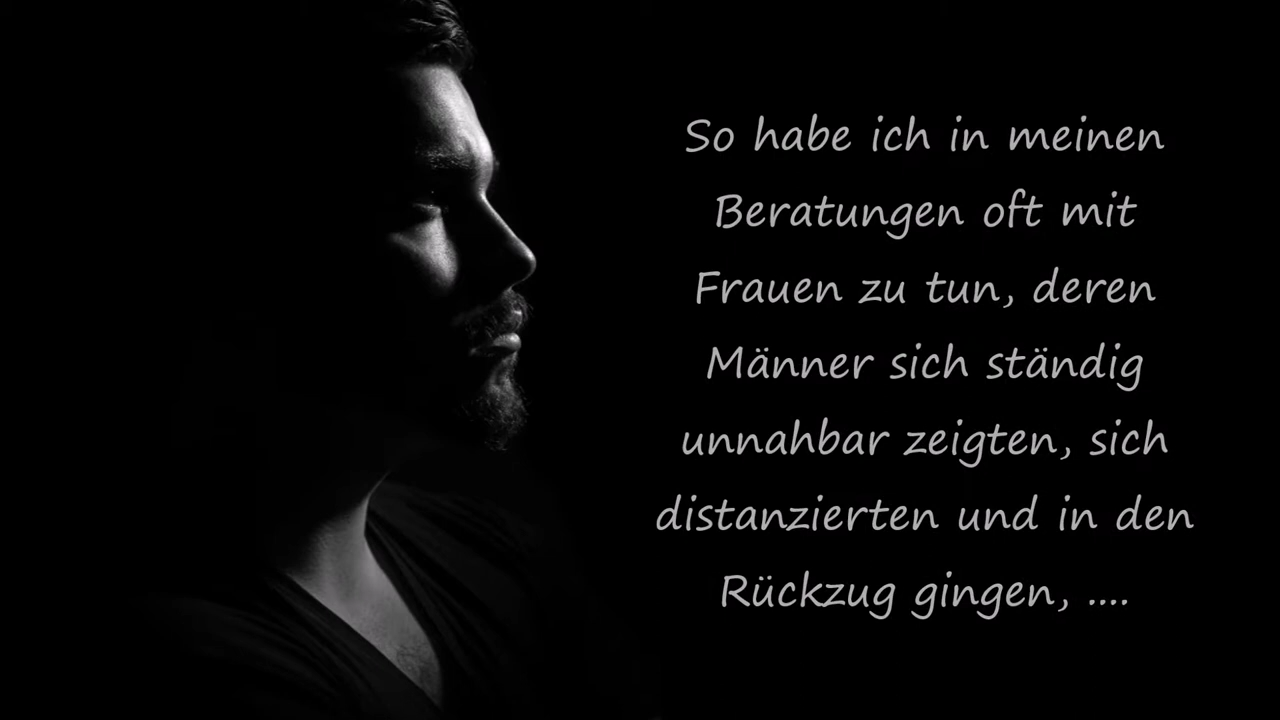 So habe ich in meinen
Beratungen oft mit
Frauen zu tun, deren
Männer sich ständig
unnahbar zeigten, sich
distanzierten und in den
Rückzug gingen, ....